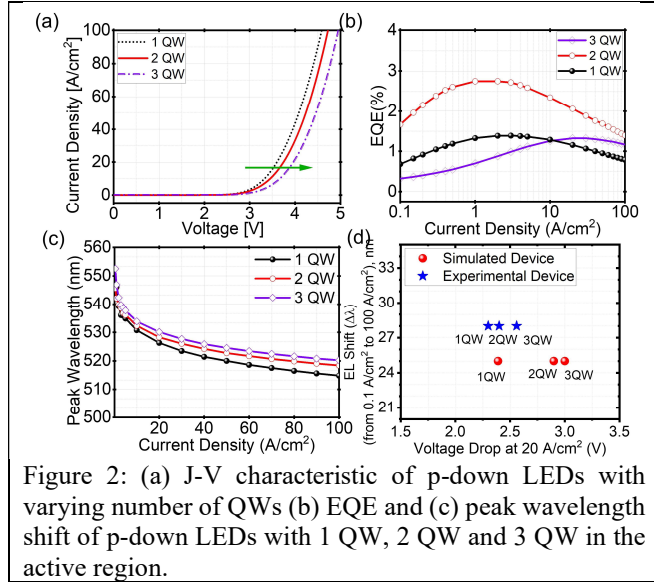 (a)
1 QW
2 QW
3 QW
Current Density [A/cm²]
100
80
60
40
20
0
0 1 2 3 4 5
Voltage [V]
(b)
3 QW
2 QW
1 QW
EQE(%)
4
3
2
1
0
0.1 1 10 100
Current Density (A/cm²)
(c)
1 QW
2 QW
3 QW
Peak Wavelength (nm)
560
550
540
530
520
510
500
20 40 60 80 100
Current Density (A/cm²)
(d)
Simulated Device
Experimental Device
EL Shift (Δλ)
(from 0.1 A/cm² to 100 A/cm²), nm
33
30
27
24
21
1QW 2QW 3QW
1QW 2QW 3QW
1.5 2.0 2.5 3.0 3.5
Voltage Drop at 20 A/cm² (V)
Figure 2: (a) J-V characteristic of p-down LEDs with
varying number of QWs (b) EQE and (c) peak wavelength
shift of p-down LEDs with 1 QW, 2 QW and 3 QW in the
active region.